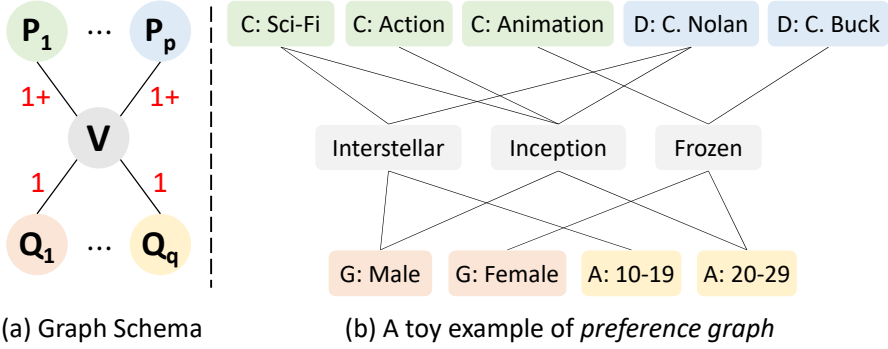 P1 ... Pp
1+ 1+
V
1 1
Q1 ... Qq
(a) Graph Schema
C: Sci-Fi C: Action C: Animation D: C. Nolan D: C. Buck
Interstellar Inception Frozen
G: Male G: Female A: 10-19 A: 20-29
(b) A toy example of preference graph